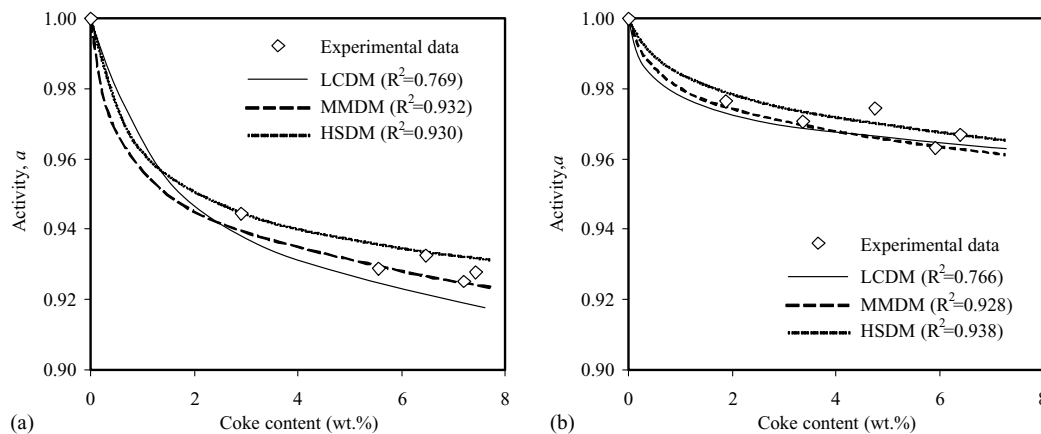 1.00
0.98
0.96
0.94
0.92
0.90
Activity, a
Experimental data
LCDM (R²=0.769)
MMDM (R²=0.932)
HSDM (R²=0.930)
0 2 4 6 8
(a) Coke content (wt.%)
1.00
0.98
0.96
0.94
0.92
0.90
Activity,a
Experimental data
LCDM (R²=0.766)
MMDM (R²=0.928)
HSDM (R²=0.938)
0 2 4 6 8
(b) Coke content (wt.%)